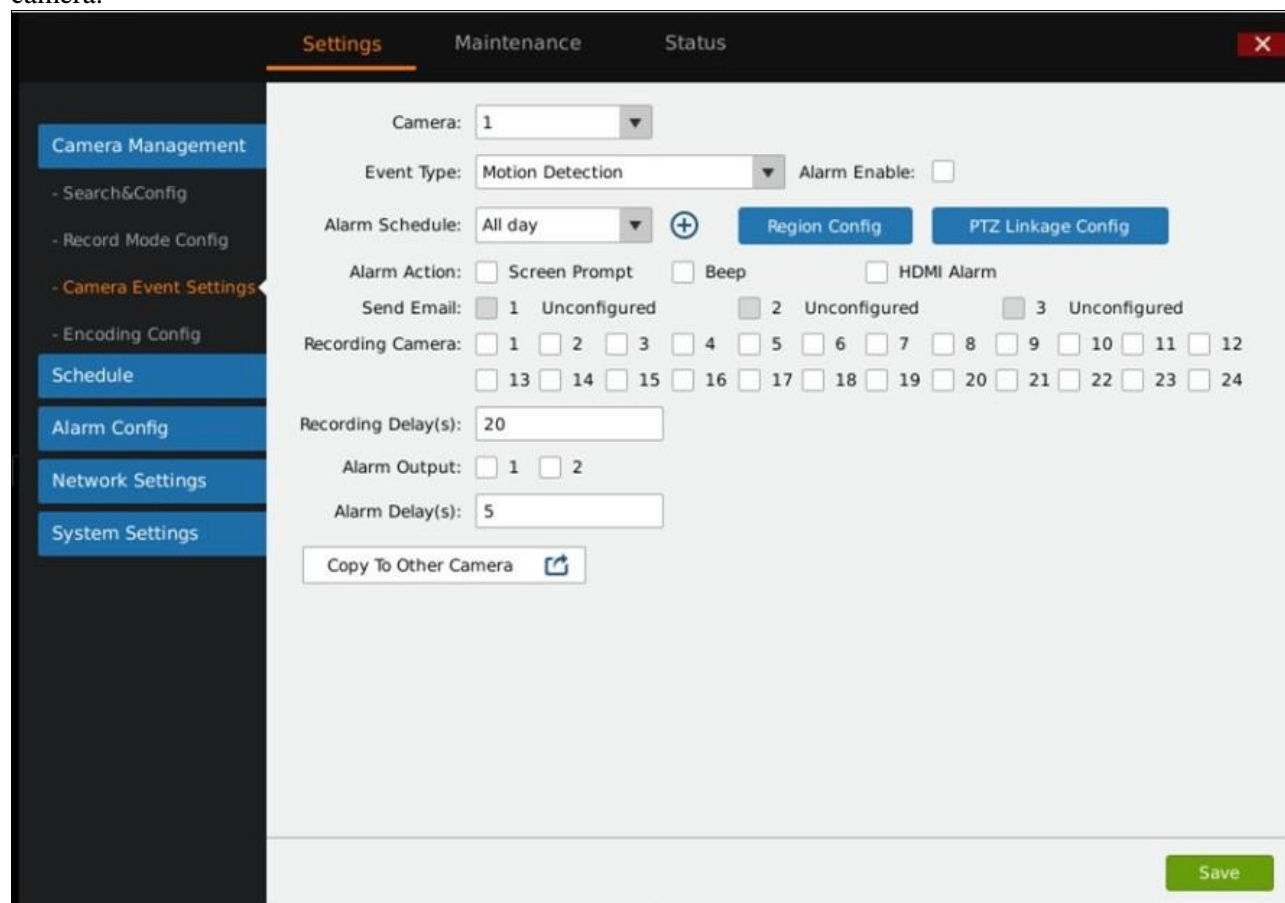 camera.
Settings Maintenance Status
Camera Management
- Search&Config
- Record Mode Config
- Camera Event Settings
- Encoding Config
Schedule
Alarm Config
Network Settings
System Settings
Camera: 1
Event Type: Motion Detection Alarm Enable:
Alarm Schedule: All day Region Config PTZ Linkage Config
Alarm Action: Screen Prompt Beep HDMI Alarm
Send Email: 1 Unconfigured 2 Unconfigured 3 Unconfigured
Recording Camera: 1 2 3 4 5 6 7 8 9 10 11 12
13 14 15 16 17 18 19 20 21 22 23 24
Recording Delay(s): 20
Alarm Output: 1 2
Alarm Delay(s): 5
Copy To Other Camera
Save